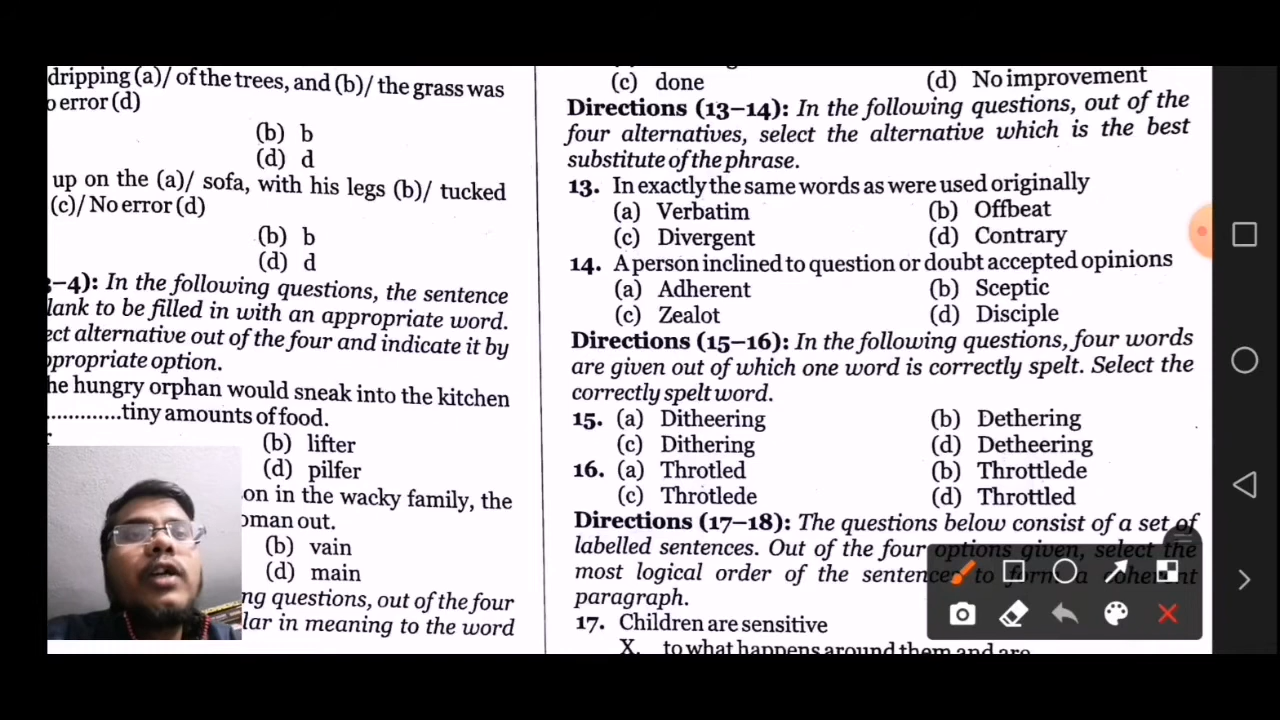 dripping (a)/ of the trees, and (b)/ the grass was
error (d)
(b) b
(d) d
up on the (a)/ sofa, with his legs (b)/ tucked
(c)/ No error (d)
(b) b
(d) d
–4): In the following questions, the sentence
to be filled in with an appropriate word.
alternative out of the four and indicate it by
option.
hungry orphan would sneak into the kitchen
.............tiny amounts of food.
(b) lifter
(d) pilfer
on in the wacky family, the
out.
(b) vain
(d) main
questions, out of the four
in meaning to the word
(c) done (d) No improvement
Directions (13–14): In the following questions, out of the
four alternatives, select the alternative which is the best
substitute of the phrase.
13. In exactly the same words as were used originally
(a) Verbatim (b) Offbeat
(c) Divergent (d) Contrary
14. A person inclined to question or doubt accepted opinions
(a) Adherent (b) Sceptic
(c) Zealot (d) Disciple
Directions (15–16): In the following questions, four words
are given out of which one word is correctly spelt. Select the
correctly spelt word.
15. (a) Ditheering (b) Dethering
(c) Dithering (d) Detheering
16. (a) Throtled (b) Throttlede
(c) Throtlede (d) Throttled
Directions (17–18): The questions below consist of a set of
labelled sentences. Out of the four options given, select the
most logical order of the sentences to form a coherent
paragraph.
17. Children are sensitive
X. to what happens around them and are